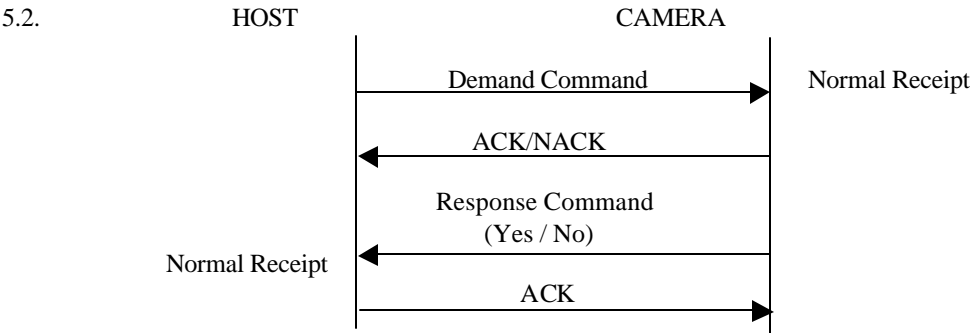 5.2. HOST CAMERA
Demand Command Normal Receipt
ACK/NACK
Response Command
(Yes / No)
Normal Receipt
ACK